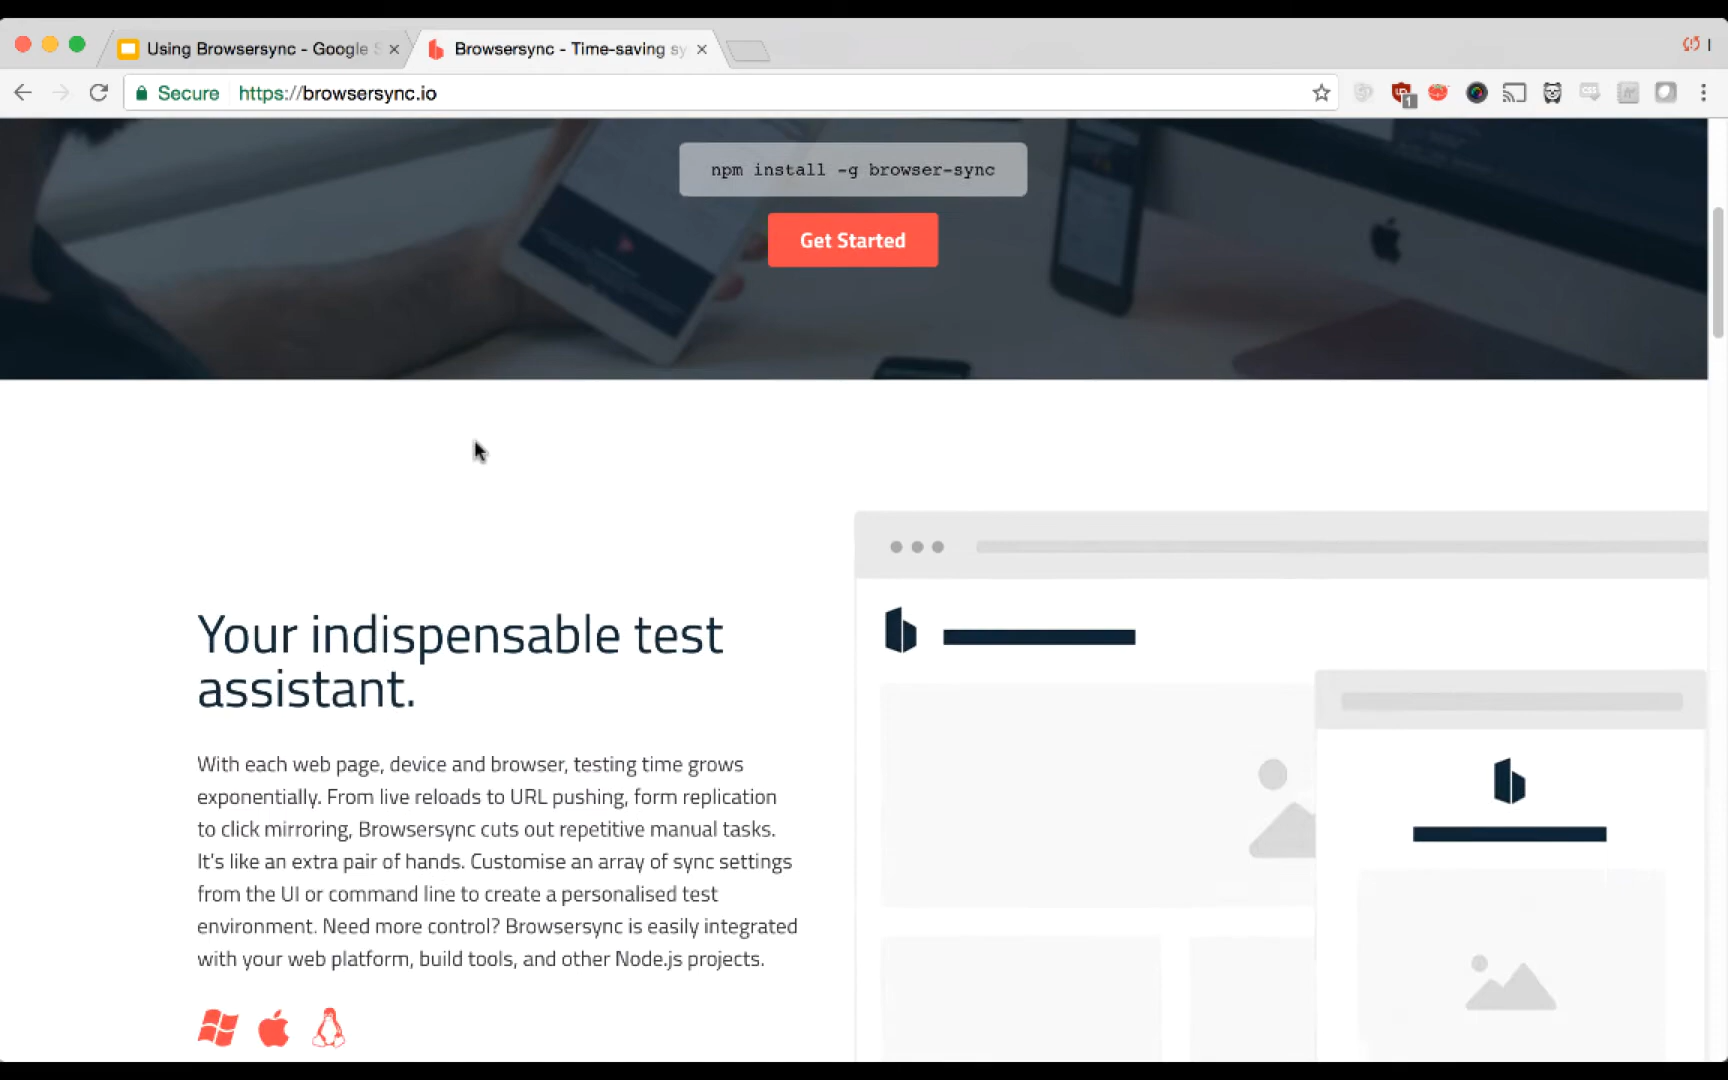 Using Browsersync - Google S
Browsersync - Time-saving sy
Secure https://browsersync.io
1
npm install -g browser-sync
Get Started
Your indispensable test
assistant.
With each web page, device and browser, testing time grows
exponentially. From live reloads to URL pushing, form replication
to click mirroring, Browsersync cuts out repetitive manual tasks.
It's like an extra pair of hands. Customise an array of sync settings
from the UI or command line to create a personalised test
environment. Need more control? Browsersync is easily integrated
with your web platform, build tools, and other Node.js projects.